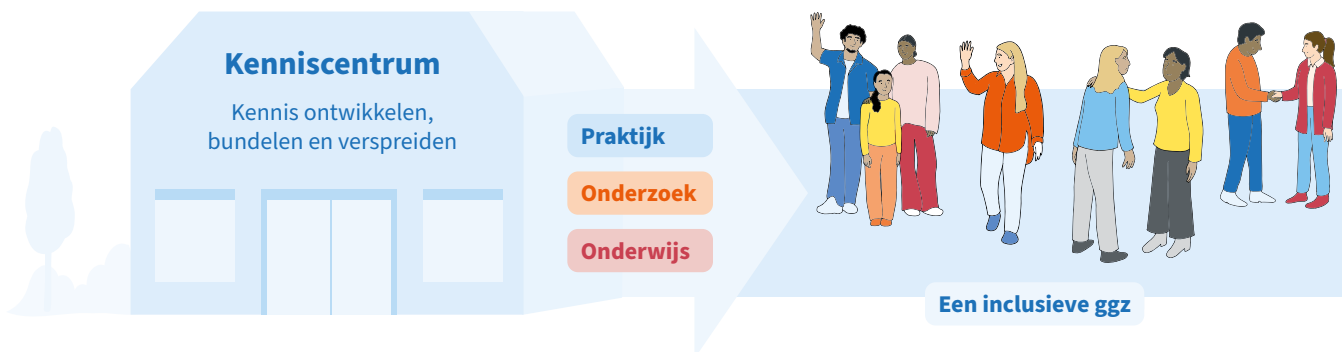 Kenniscentrum
Kennis ontwikkelen,
bundelen en verspreiden
Praktijk
Onderzoek
Onderwijs
Een inclusieve ggz